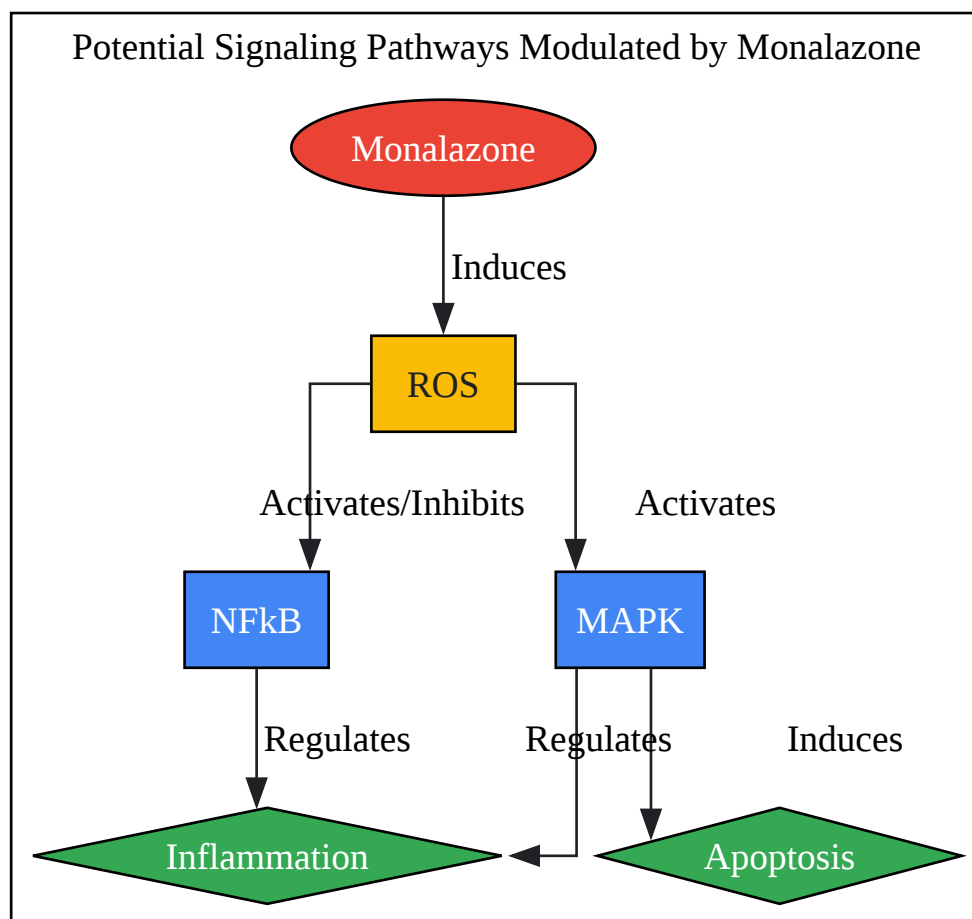 Potential Signaling Pathways Modulated by Monalazone
Monalazone
Induces
ROS
Activates/Inhibits
Activates
NFkB
MAPK
Regulates
Regulates
Induces
Inflammation
Apoptosis